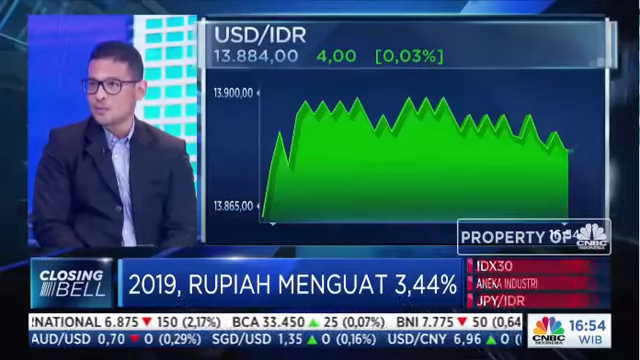 USD/IDR
13.884,00 4,00 [0,03%]
13.900,00
13.865,00
PROPERTY OF CNBC INDONESIA
CLOSING BELL
2019, RUPIAH MENGUAT 3,44%
IDX30
ANEKA INDUSTRI
JPY/IDR
RNATIONAL 6.875 ▼ 150 (2,17%) BCA 33.450 ▲ 25 (0,07%) BNI 7.775 ▼ 50 (0,64
AUD/USD 0,70 ▼ 0 (0,29%) SGD/USD 1,35 ▲ 0 (0,16%) USD/CNY 6,96 ▲ 0
CNBC INDONESIA
16:54
WIB